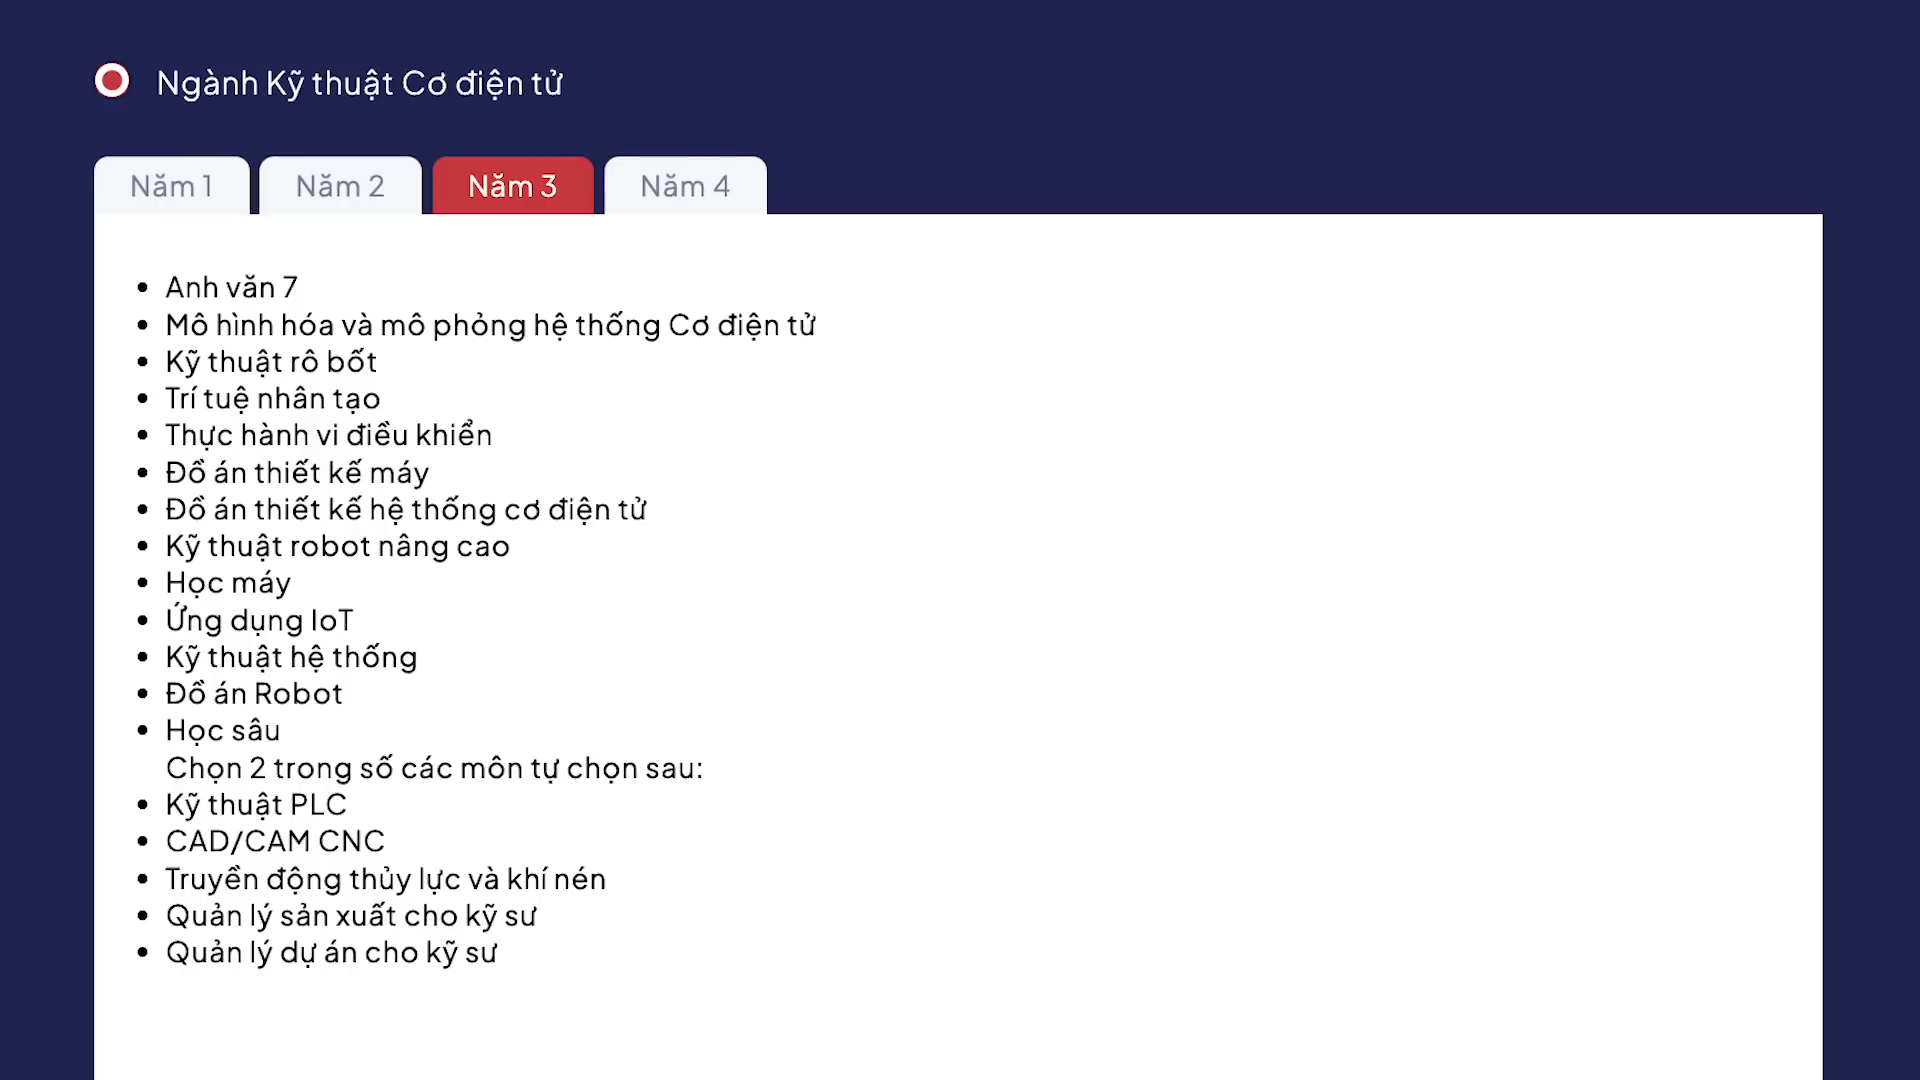 Ngành Kỹ thuật Cơ điện tử
Năm 1
Năm 2
Năm 3
Năm 4
• Anh văn 7
• Mô hình hóa và mô phỏng hệ thống Cơ điện tử
• Kỹ thuật rô bốt
• Trí tuệ nhân tạo
• Thực hành vi điều khiển
• Đồ án thiết kế máy
• Đồ án thiết kế hệ thống cơ điện tử
• Kỹ thuật robot nâng cao
• Học máy
• Ứng dụng IoT
• Kỹ thuật hệ thống
• Đồ án Robot
• Học sâu
Chọn 2 trong số các môn tự chọn sau:
• Kỹ thuật PLC
• CAD/CAM CNC
• Truyền động thủy lực và khí nén
• Quản lý sản xuất cho kỹ sư
• Quản lý dự án cho kỹ sư